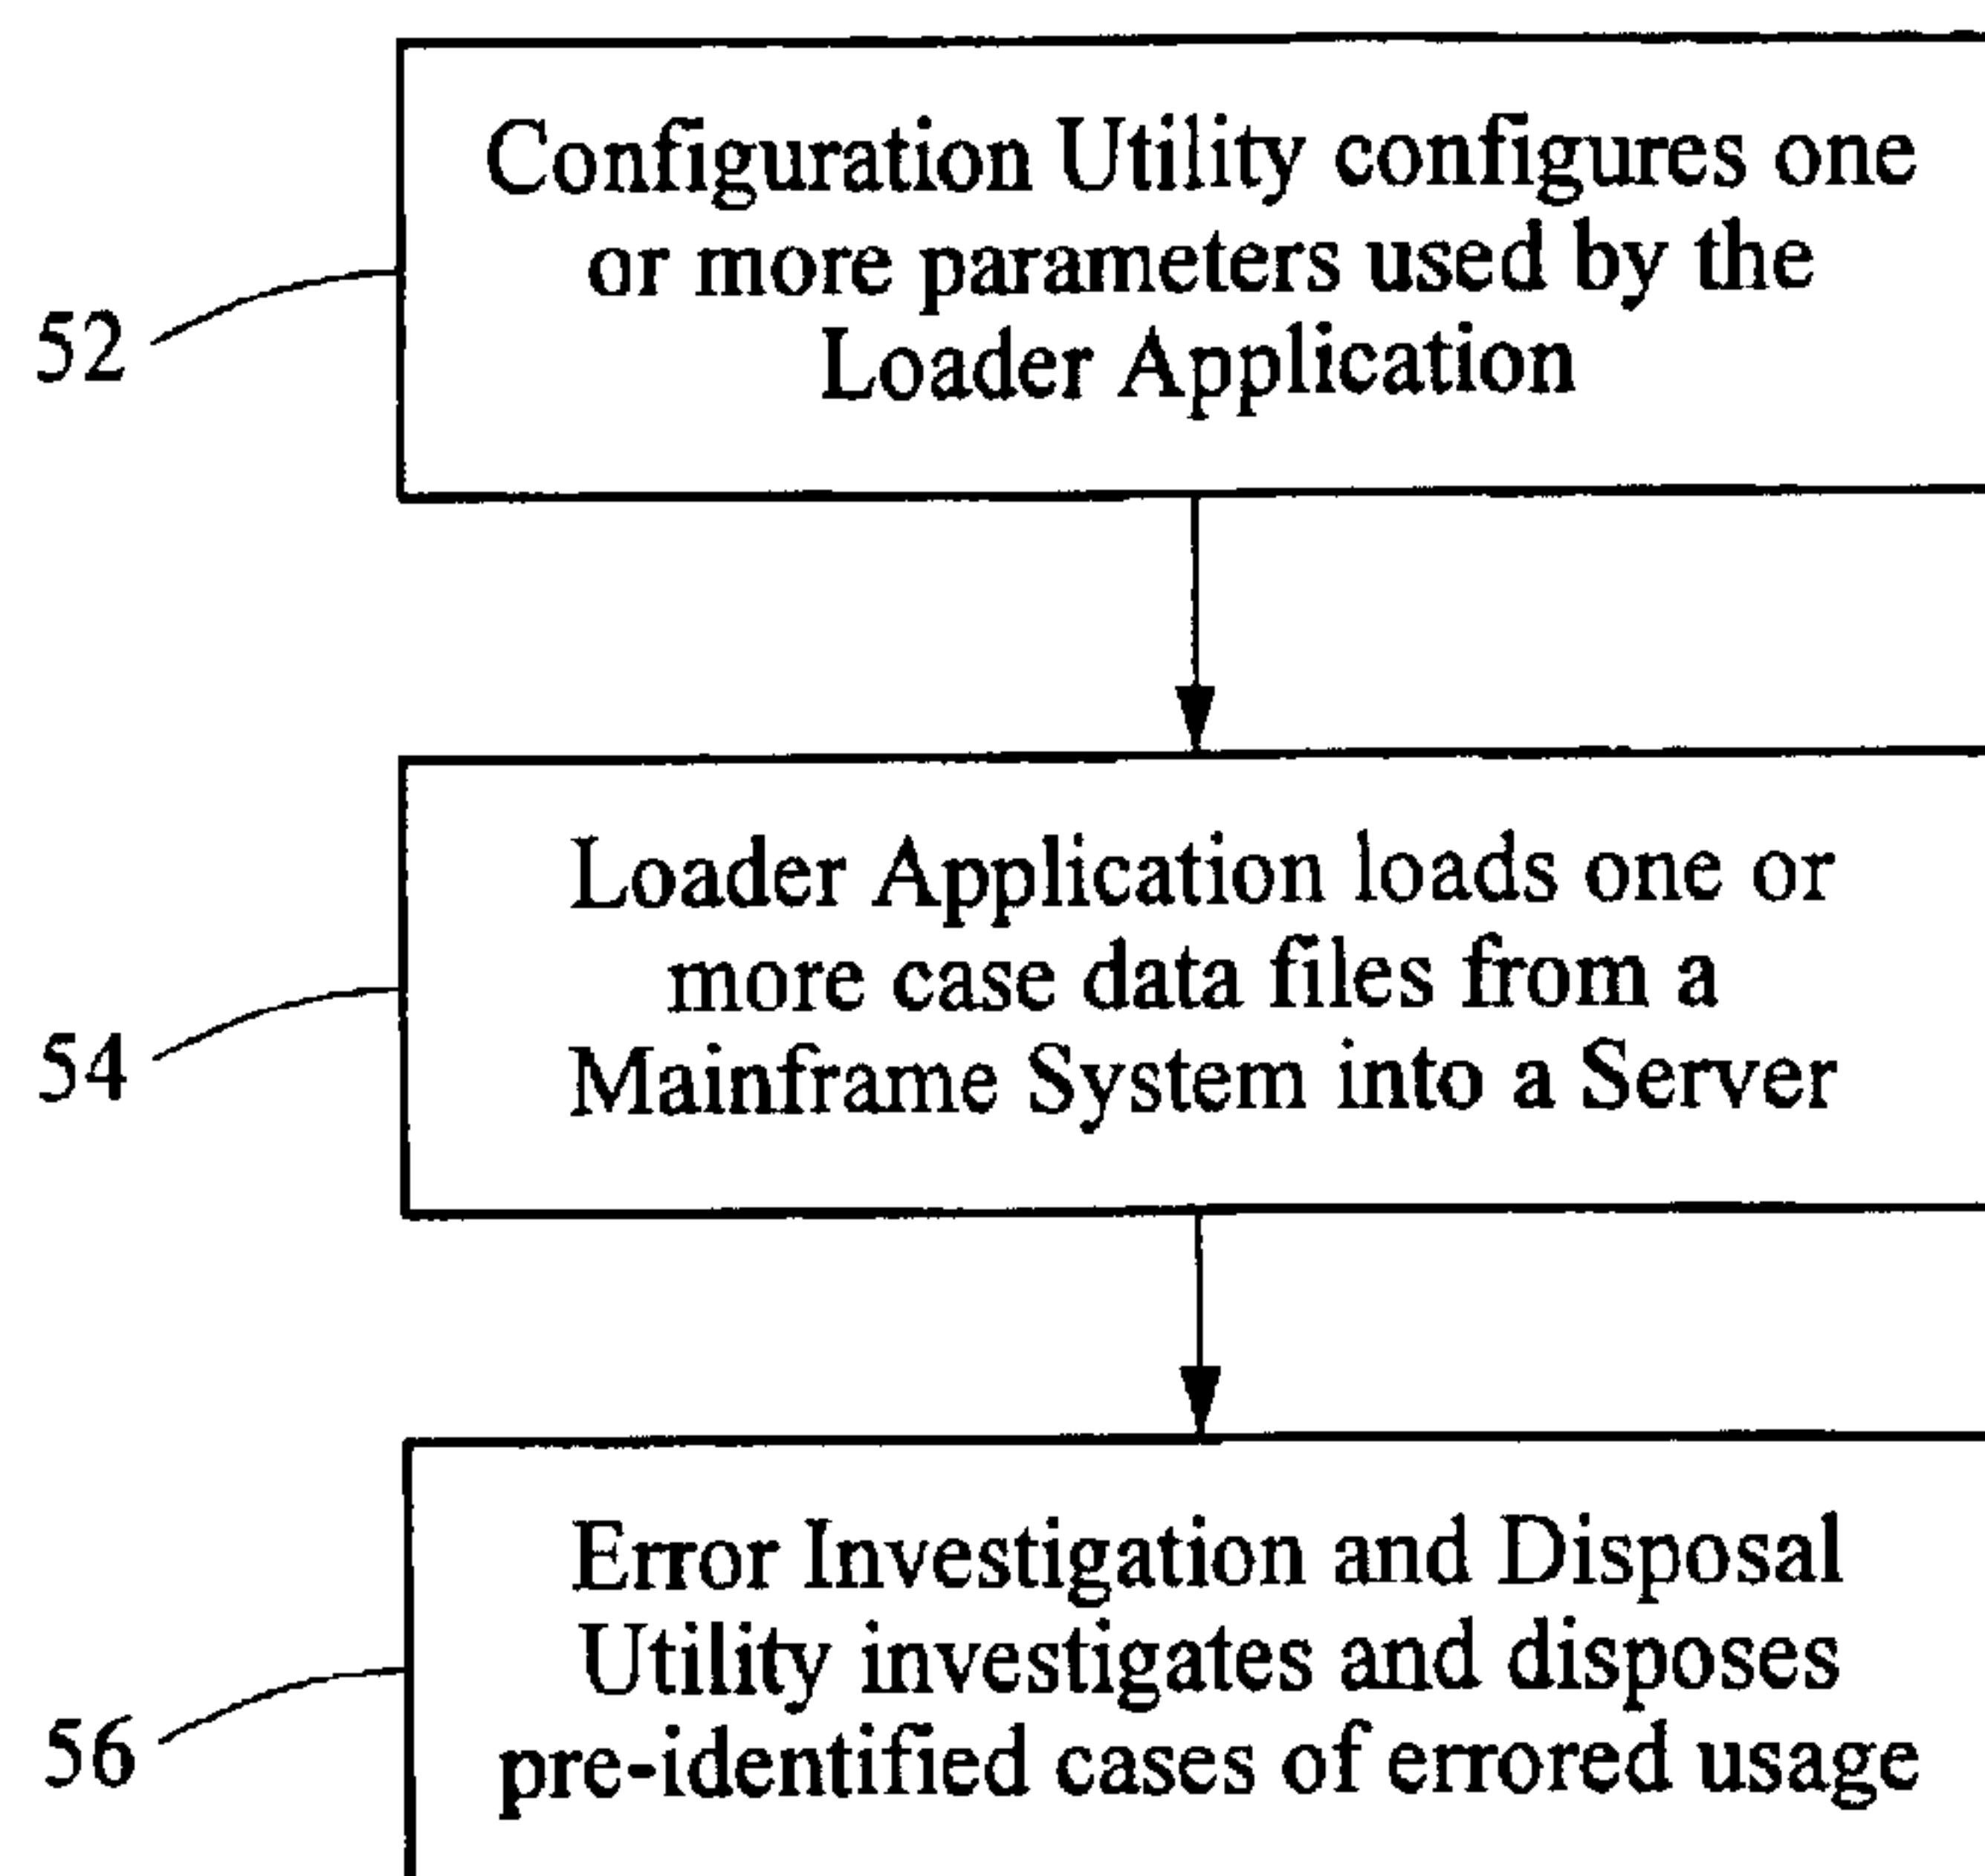 Configuration Utility configures one
or more parameters used by the
Loader Application
52
Loader Application loads one or
more case data files from a
Mainframe System into a Server
54
Error Investigation and Disposal
Utility investigates and disposes
pre-identified cases of errored usage
56